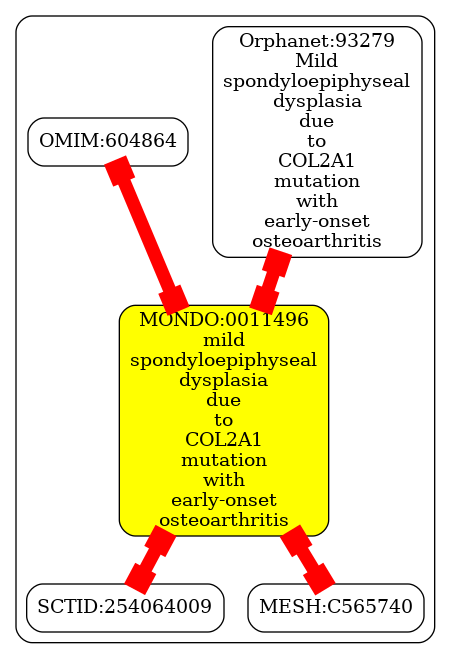 Orphanet:93279
Mild
spondyloepiphyseal
dysplasia
due
to
COL2A1
mutation
with
early-onset
osteoarthritis
OMIM:604864
MONDO:0011496
mild
spondyloepiphyseal
dysplasia
due
to
COL2A1
mutation
with
early-onset
osteoarthritis
SCTID:254064009
MESH:C565740